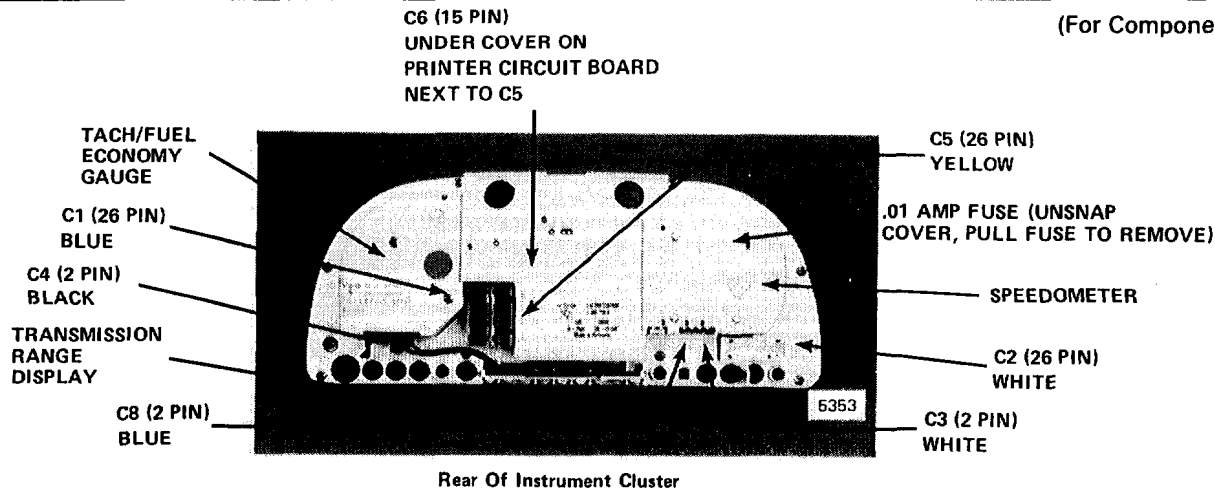 C6 (15 PIN)
UNDER COVER ON
PRINTER CIRCUIT BOARD
NEXT TO C5
(For Compone
TACH/FUEL
ECONOMY
GAUGE
C1 (26 PIN)
BLUE
C4 (2 PIN)
BLACK
TRANSMISSION
RANGE
DISPLAY
C8 (2 PIN)
BLUE
C5 (26 PIN)
YELLOW
.01 AMP FUSE (UNSNAP
COVER, PULL FUSE TO REMOVE)
SPEEDOMETER
C2 (26 PIN)
WHITE
5353
C3 (2 PIN)
WHITE
Rear Of Instrument Cluster